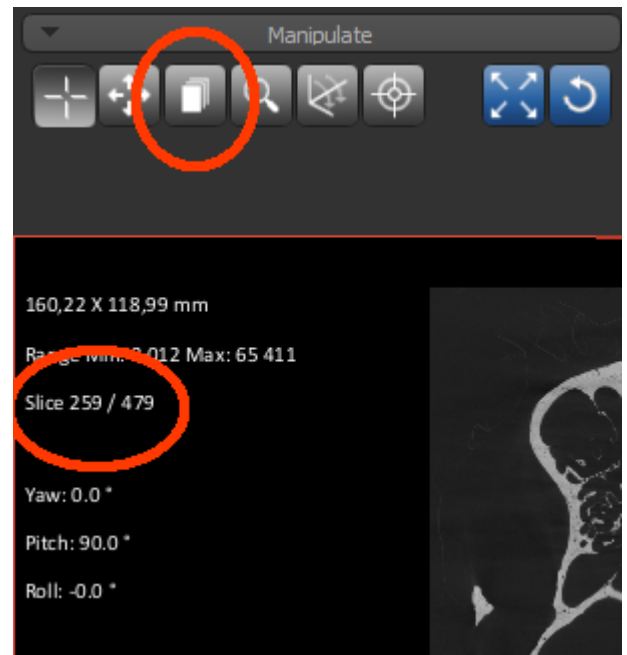 Manipulate
160,22 X 118,99 mm
Range Min: 012 Max: 65 411
Slice 259 / 479
Yaw: 0.0 °
Pitch: 90.0 °
Roll: -0.0 °